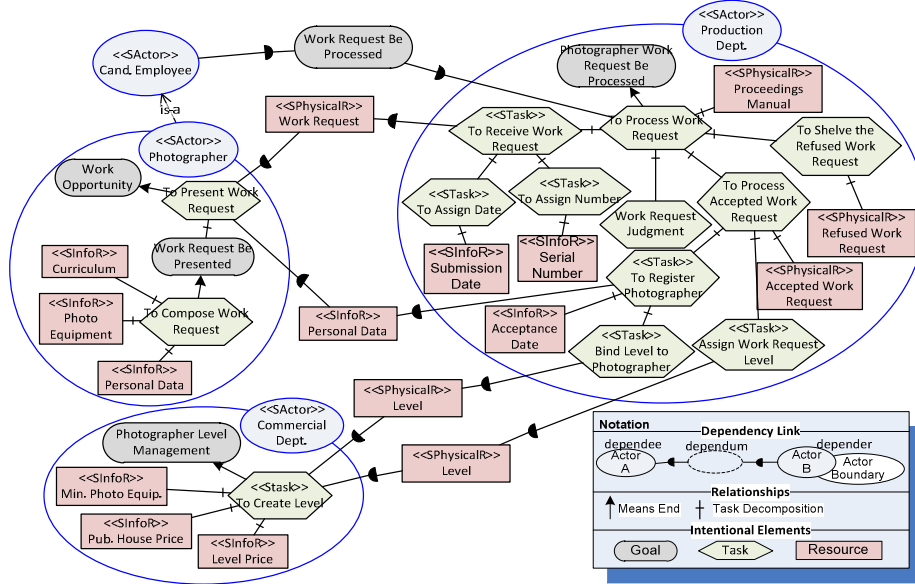 <<SActor>>
Cand. Employee
Work Request Be
Processed
<<SActor>>
Production
Dept.
Photographer Work
Request Be
Processed
<<SPhysicalR>>
Proceedings
Manual
is a
<<SPhysicalR>>
Work Request
<<STask>>
To Receive Work
Request
To Process Work
Request
To Shelve the
Refused Work
Request
<<SActor>>
Photographer
Work
Opportunity
To Present Work
Request
<<STask>>
To Assign Date
<<STask>>
To Assign Number
Work Request
Judgment
To Process
Accepted Work
Request
<<SPhysicalR>>
Refused Work
Request
Work Request Be
Presented
<<SInfoR>>
Curriculum
<<SInfoR>>
Submission
Date
<<SInfoR>>
Serial
Number
<<STask>>
To Register
Photographer
<<SPhysicalR>>
Accepted Work
Request
<<SInfoR>>
Photo
Equipment
To Compose Work
Request
<<SInfoR>>
Personal Data
<<SInfoR>>
Acceptance
Date
<<STask>>
Bind Level to
Photographer
<<STask>>
Assign Work Request
Level
<<SInfoR>>
Personal Data
<<SPhysicalR>>
Level
<<SActor>>
Commercial
Dept.
Photographer Level
Management
<<SPhysicalR>>
Level
<<SInfoR>>
Min. Photo Equip.
<<Stask>>
To Create Level
<<SInfoR>>
Pub. House Price
<<SInfoR>>
Level Price
Notation
Dependency Link
dependee
dependum
depender
Actor
A
Actor
B
Actor
Boundary
Relationships
Means End
Task Decomposition
Intentional Elements
Goal
Task
Resource